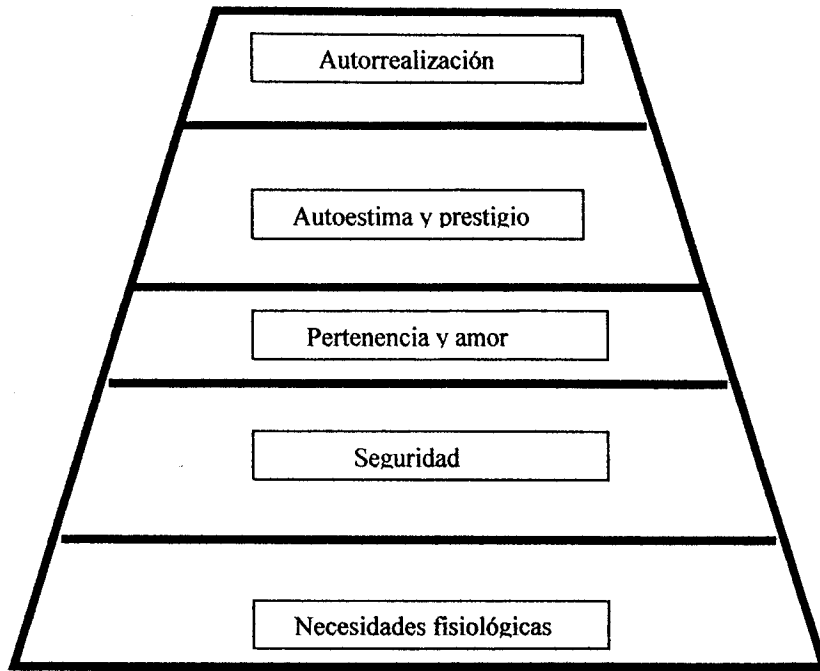 Autorrealización
Autoestima y prestigio
Pertenencia y amor
Seguridad
Necesidades fisiológicas